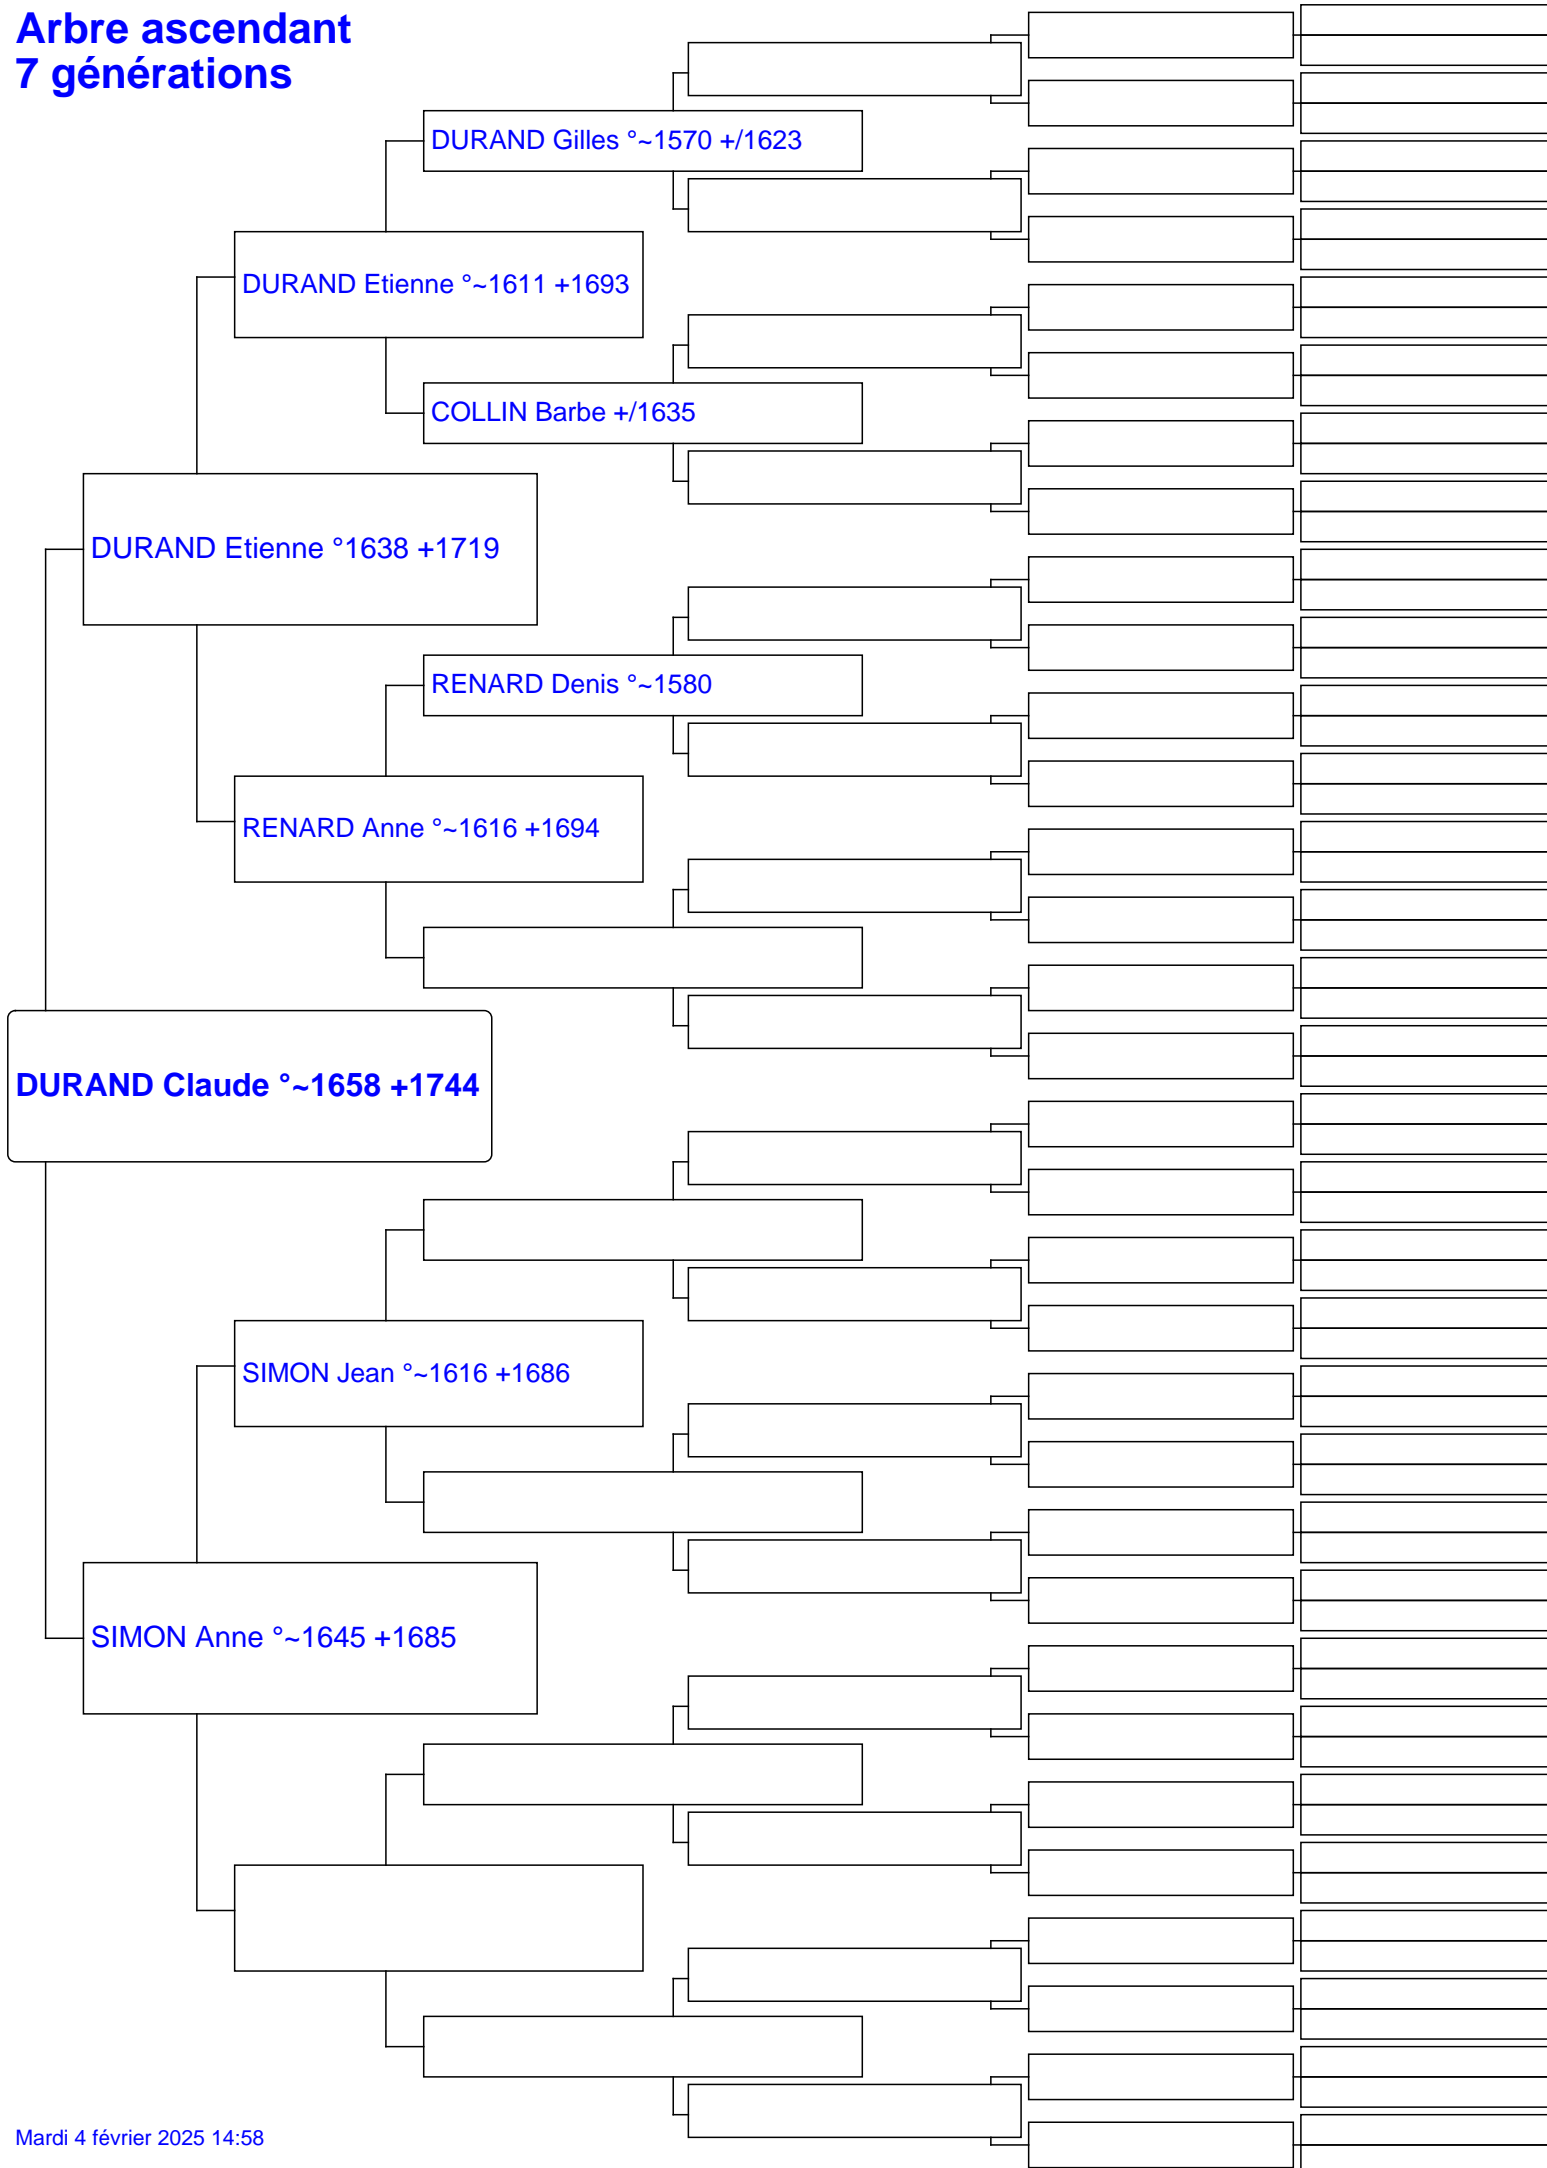 Arbre ascendant
7 générations
DURAND Gilles °~1570 +/1623
DURAND Etienne °~1611 +1693
COLLIN Barbe +/1635
DURAND Etienne °1638 +1719
RENARD Denis °~1580
RENARD Anne °~1616 +1694
DURAND Claude °~1658 +1744
SIMON Jean °~1616 +1686
SIMON Anne °~1645 +1685
Mardi 4 février 2025 14:58